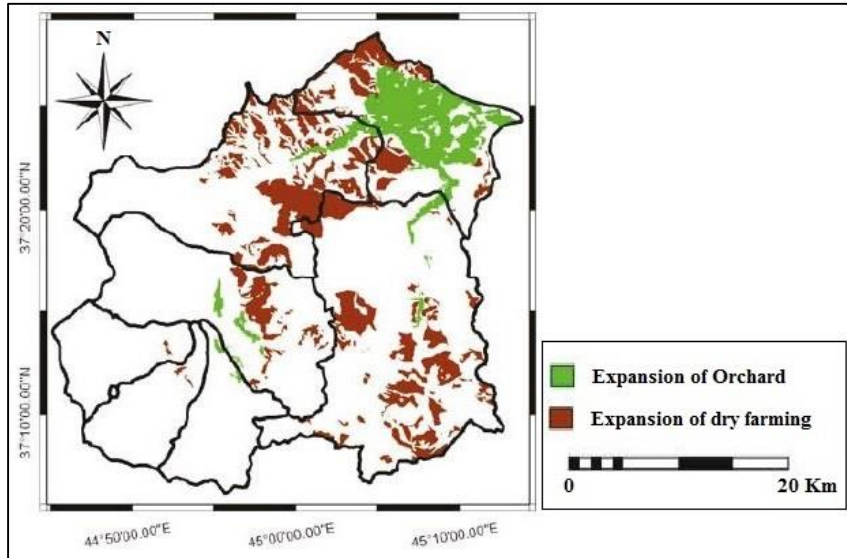 N
37°20'00.00"N
37°10'00.00"N
44°50'00.00"E
45°00'00.00"E
45°10'00.00"E
Expansion of Orchard
Expansion of dry farming
0
20 Km